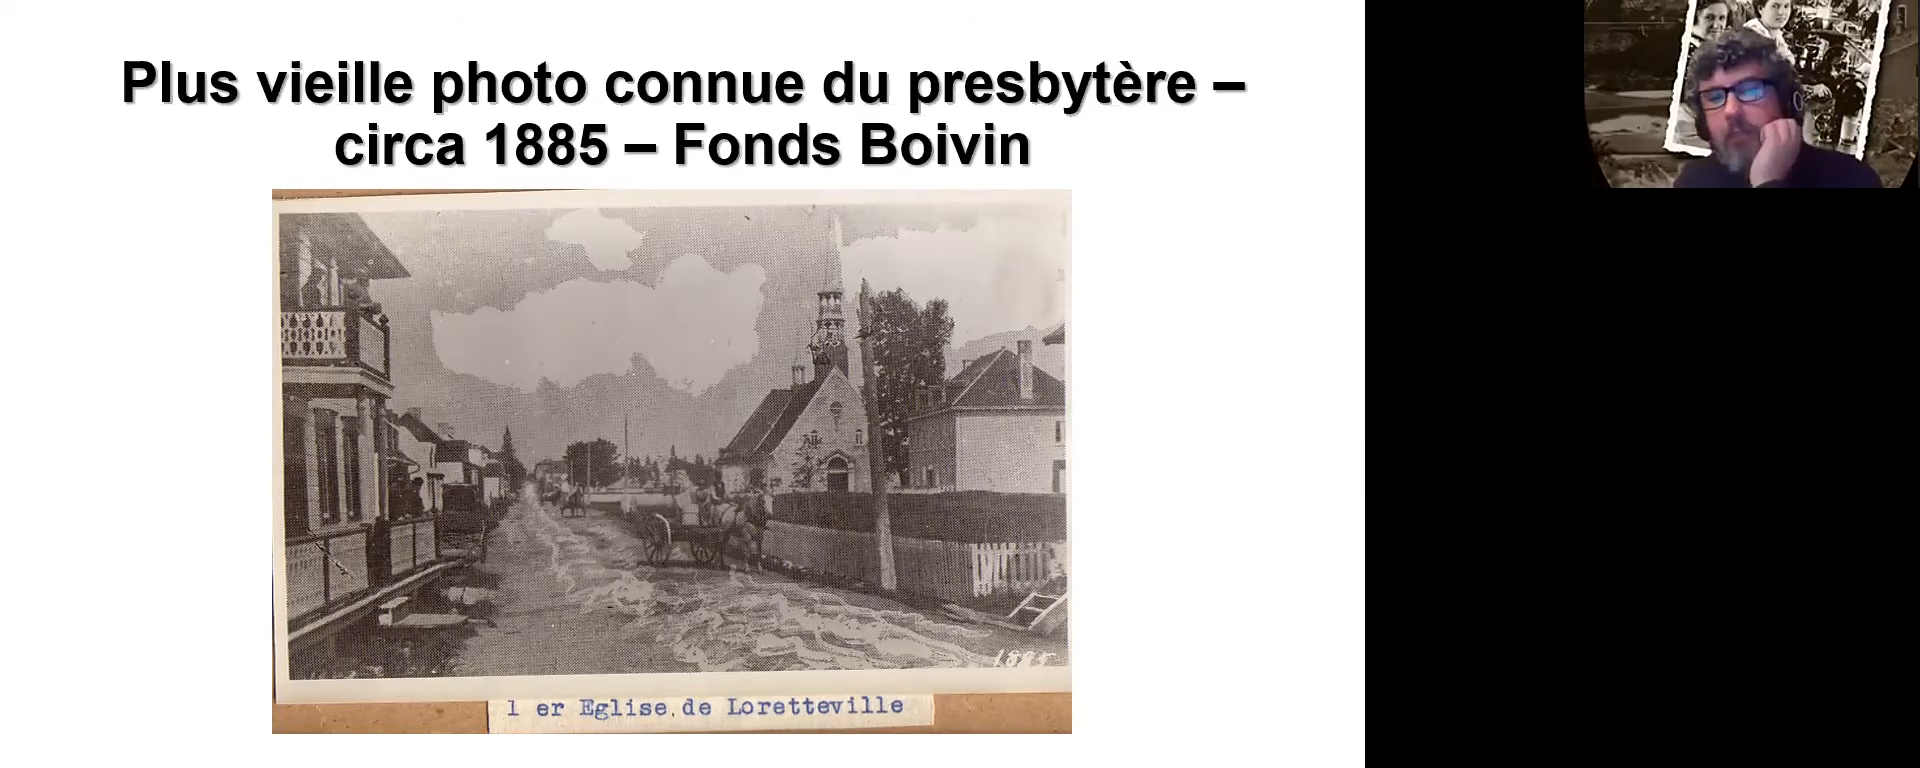 Plus vieille photo connue du presbytère –
circa 1885 – Fonds Boivin
1885
1 er Eglise de Loretteville